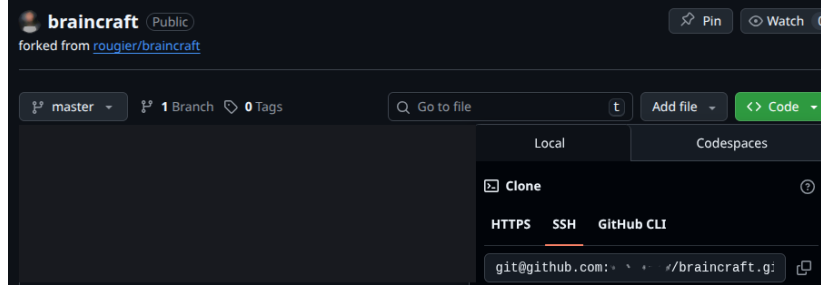 braincraft Public
Pin
Watch
forked from rougier/braincraft
master
1 Branch
0 Tags
Go to file
t
Add file
<> Code
Local
Codespaces
Clone
?
HTTPS
SSH
GitHub CLI
git@github.com: /braincraft.gi